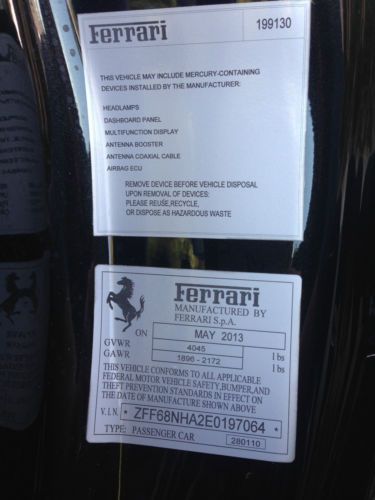 Ferrari 199130
THIS VEHICLE MAY INCLUDE MERCURY-CONTAINING
DEVICES INSTALLED BY THE MANUFACTURER:
HEADLAMPS
DASHBOARD PANEL
MULTIFUNCTION DISPLAY
ANTENNA BOOSTER
ANTENNA COAXIAL CABLE
AIRBAG ECU
REMOVE DEVICE BEFORE VEHICLE DISPOSAL
UPON REMOVAL OF DEVICES:
PLEASE REUSE,RECYCLE,
OR DISPOSE AS HAZARDOUS WASTE
Ferrari
MANUFACTURED BY
FERRARI S.p.A.
ON MAY 2013
GVWR 4045 lbs
GAWR 1896 - 2172 lbs
THIS VEHICLE CONFORMS TO ALL APPLICABLE
FEDERAL MOTOR VEHICLE SAFETY,BUMPER,AND
THEFT PREVENTION STANDARDS IN EFFECT ON
THE DATE OF MANUFACTURE SHOWN ABOVE
V.I.N. * ZFF68NHA2E0197064 *
TYPE: PASSENGER CAR 280110